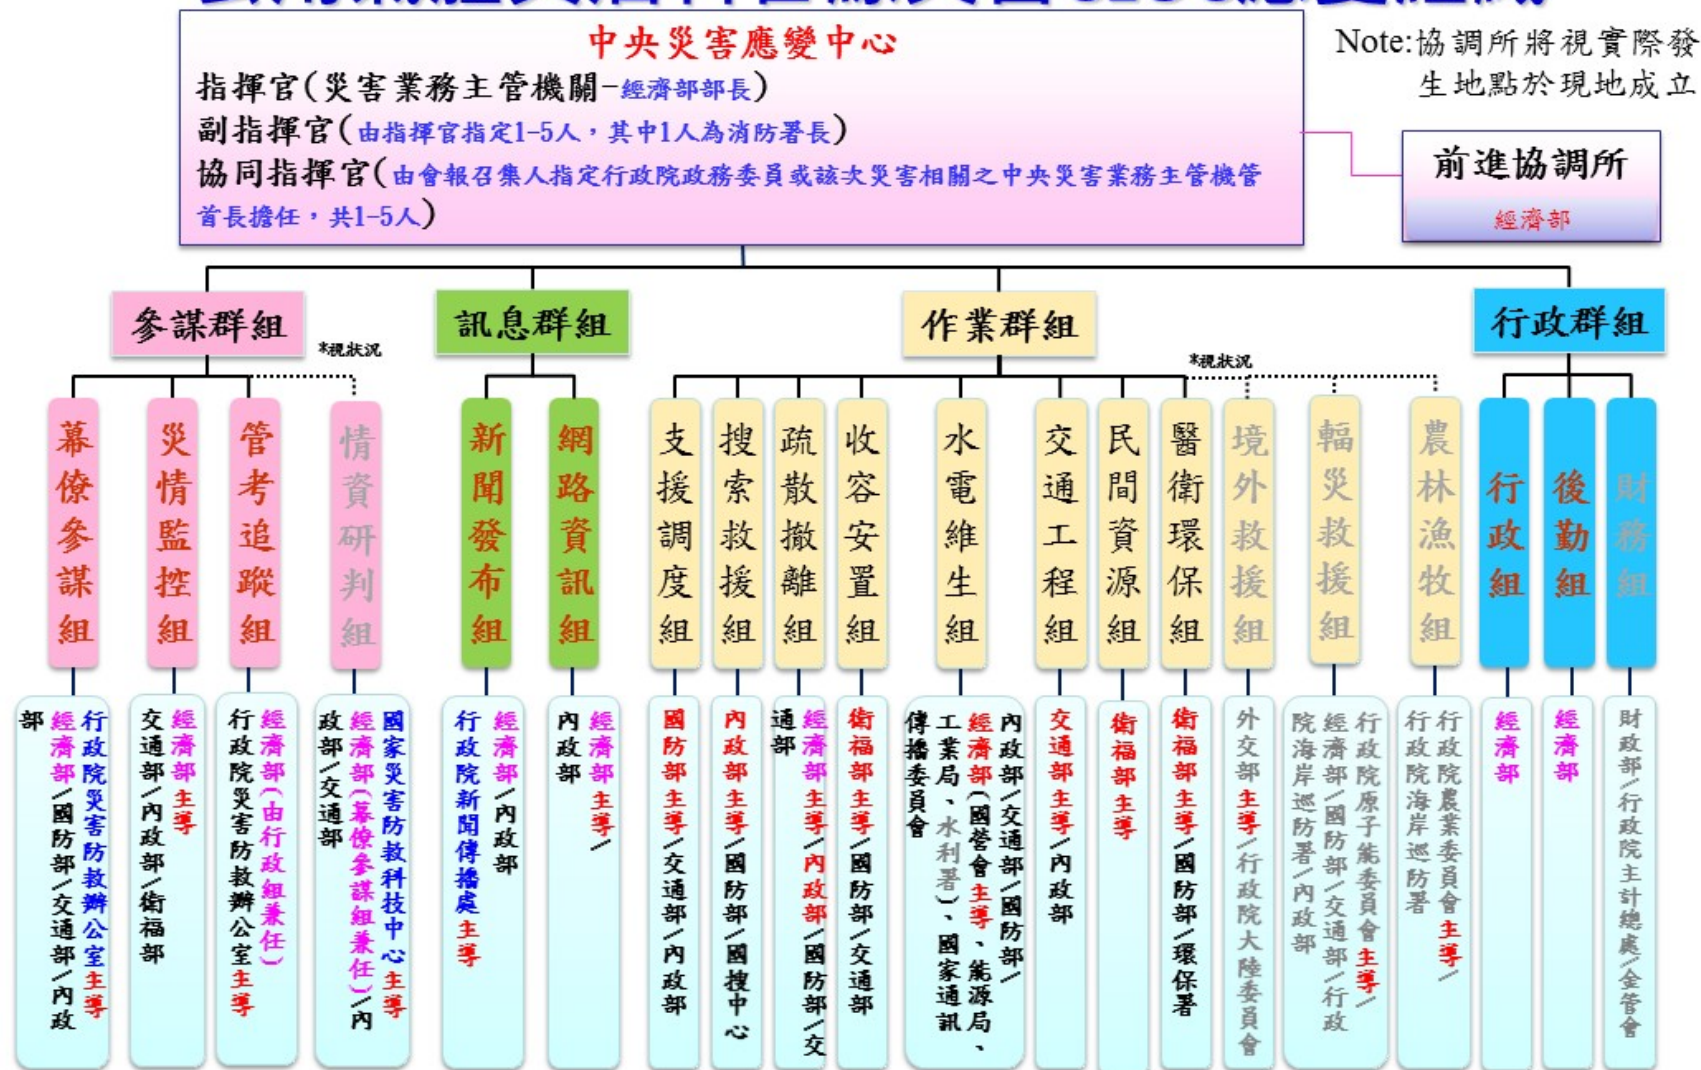 中央災害應變中心
指揮官(災害業務主管機關-經濟部部長)
副指揮官(由指揮官指定1-5人，其中1人為消防署長)
協同指揮官(由會報召集人指定行政院政務委員或該次災害相關之中央災害業務主管機管
首長擔任，共1-5人)
Note:協調所將視實際發
生地點於現地成立
前進協調所
經濟部
參謀群組
訊息群組
作業群組
行政群組
*視狀況
*視狀況
幕僚參謀組
災情監控組
管考追蹤組
情資研判組
新聞發布組
網路資訊組
支援調度組
搜索救援組
疏散撤離組
收容安置組
水電維生組
交通工程組
民間資源組
醫衛環保組
境外救援組
輻災救援組
農林漁牧組
行政組
後勤組
財務組
行政院災害防救辦公室主導
經濟部/國防部/交通部/內政
部
經濟部主導
交通部/內政部/衛福部
經濟部(由行政組兼任)
行政院災害防救辦公室主導
國家災害防救科技中心主導
經濟部(幕僚參謀組兼任)/內
政部/交通部
經濟部/內政部
行政院新聞傳播處主導
經濟部主導/
內政部
國防部主導/交通部/內政部
內政部主導/國防部/國搜中心
經濟部主導/內政部/國防部/交
通部
衛福部主導/國防部/交通部
內政部/交通部/國防部/
經濟部(國營會主導、能源局、
工業局、水利署)、國家通訊
傳播委員會
交通部主導/內政部
衛福部主導
衛福部主導/國防部/環保署
外交部主導/行政院大陸委員會
行政院原子能委員會主導/
經濟部/國防部/交通部/行政
院海岸巡防署/內政部
行政院農業委員會主導/
行政院海岸巡防署
經濟部
經濟部
財政部/行政院主計總處/金管會